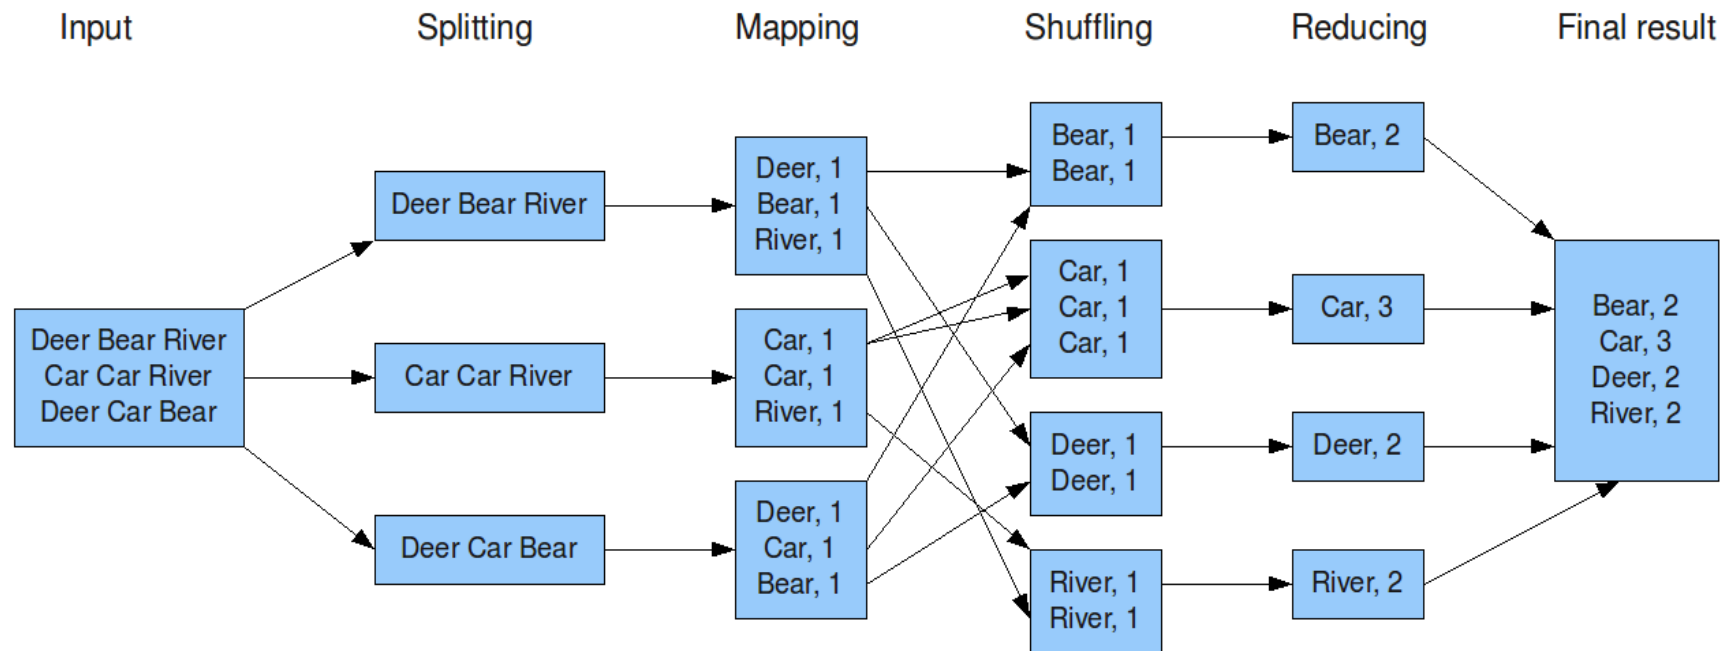 Input
Splitting
Mapping
Shuffling
Reducing
Final result
Deer Bear River
Car Car River
Deer Car Bear
Deer Bear River
Car Car River
Deer Car Bear
Deer, 1
Bear, 1
River, 1
Car, 1
Car, 1
River, 1
Deer, 1
Car, 1
Bear, 1
Bear, 1
Bear, 1
Car, 1
Car, 1
Car, 1
Deer, 1
Deer, 1
River, 1
River, 1
Bear, 2
Car, 3
Deer, 2
River, 2
Bear, 2
Car, 3
Deer, 2
River, 2